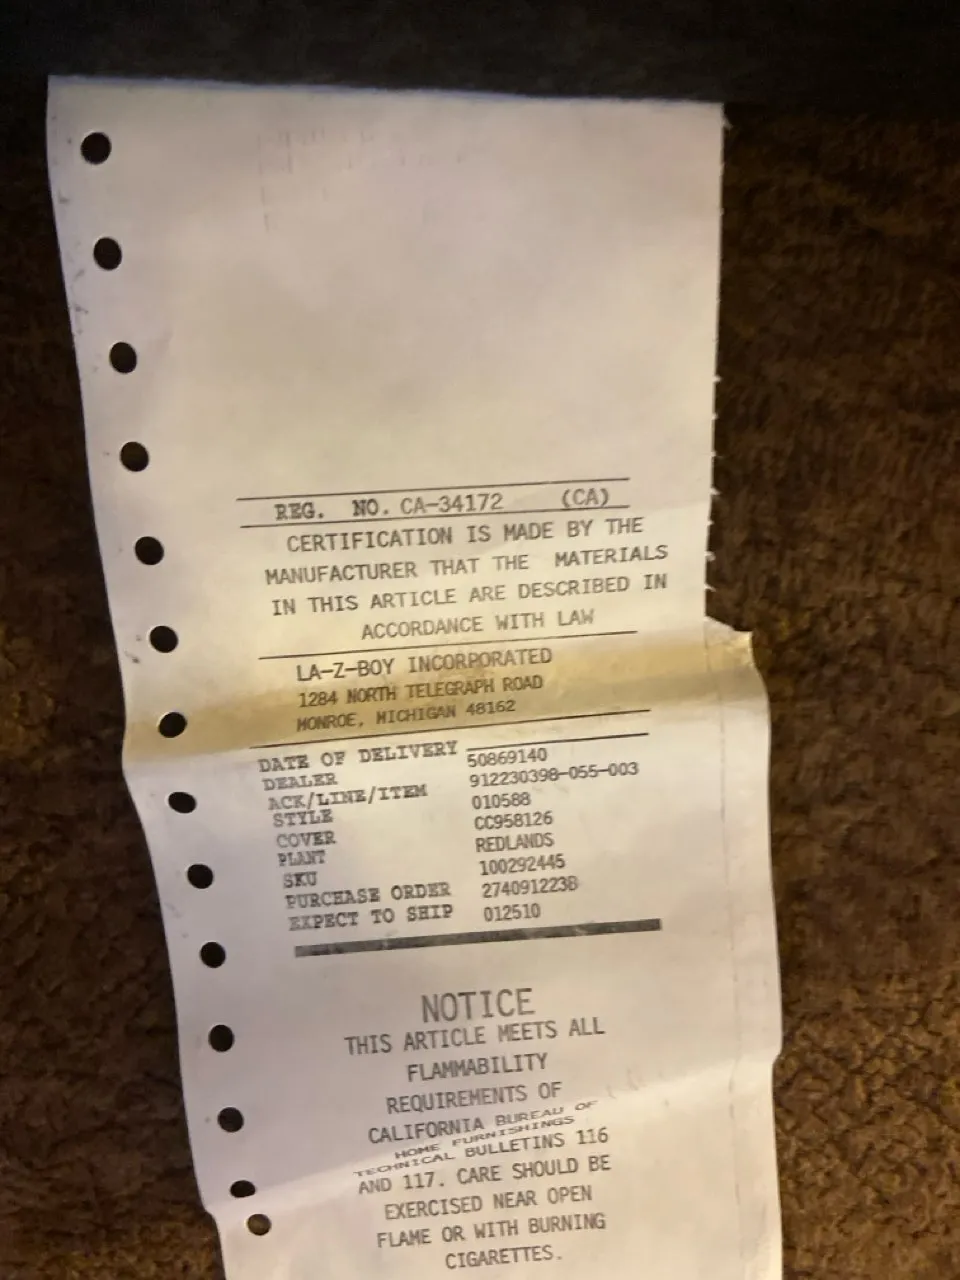 REG. NO. CA-34172 (CA)
CERTIFICATION IS MADE BY THE
MANUFACTURER THAT THE MATERIALS
IN THIS ARTICLE ARE DESCRIBED IN
ACCORDANCE WITH LAW
LA-Z-BOY INCORPORATED
1284 NORTH TELEGRAPH ROAD
MONROE, MICHIGAN 48162
DATE OF DELIVERY
DEALER 50869140
ACK/LINE/ITEM 912230398-055-003
STYLE 010588
COVER CC958126
PLANT REDLANDS
SKU 100292445
PURCHASE ORDER 2740912238
EXPECT TO SHIP 012510
NOTICE
THIS ARTICLE MEETS ALL
FLAMMABILITY
REQUIREMENTS OF
CALIFORNIA BUREAU OF
HOME FURNISHINGS
TECHNICAL BULLETINS 116
AND 117. CARE SHOULD BE
EXERCISED NEAR OPEN
FLAME OR WITH BURNING
CIGARETTES.